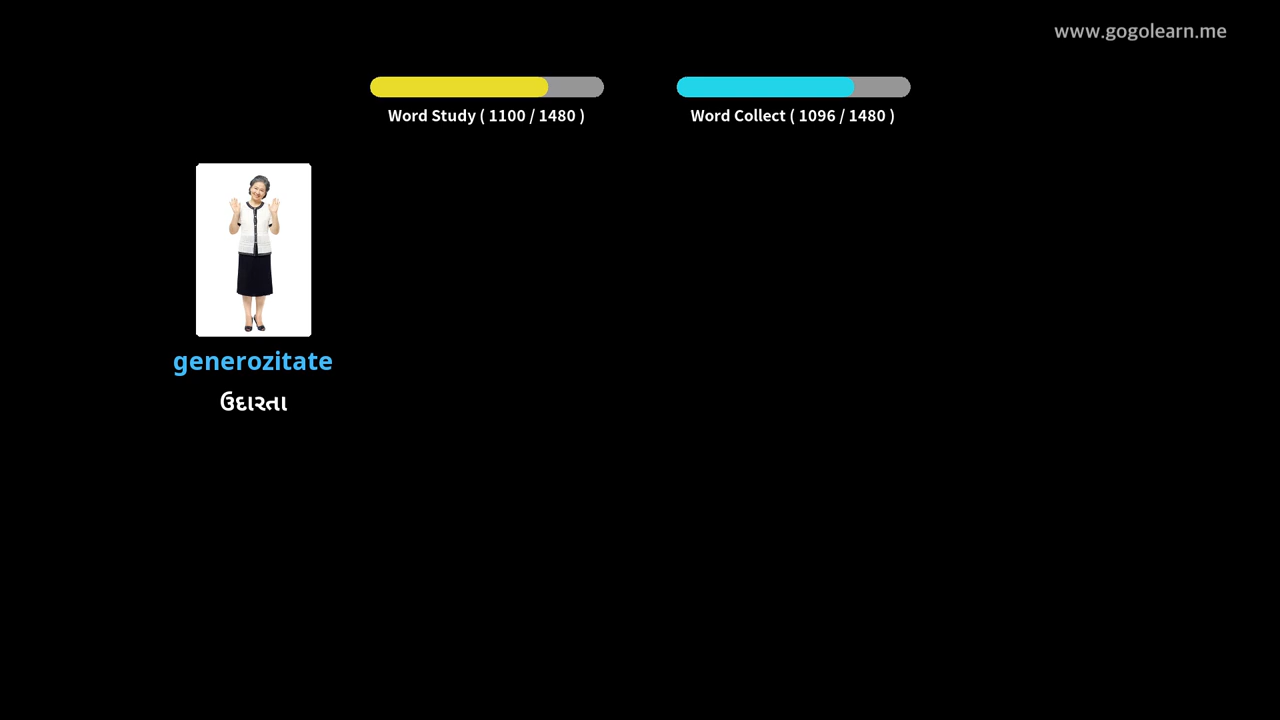 www.gogolearn.me
Word Study ( 1100 / 1480 )
Word Collect ( 1096 / 1480 )
generozitate
ઉદારતા